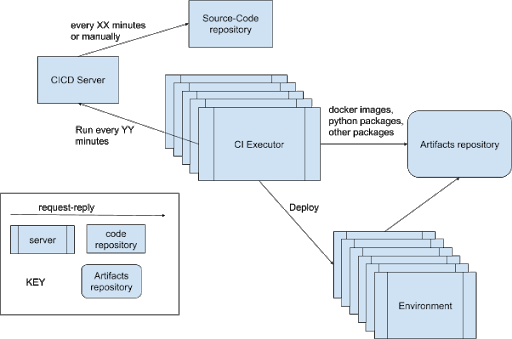 every XX minutes
or manually
Source-Code
repository
CICD Server
Run every YY
minutes
CI Executor
docker images,
python packages,
other packages
Artifacts repository
Deploy
Environment
request-reply
server
code
repository
KEY
Artifacts
repository